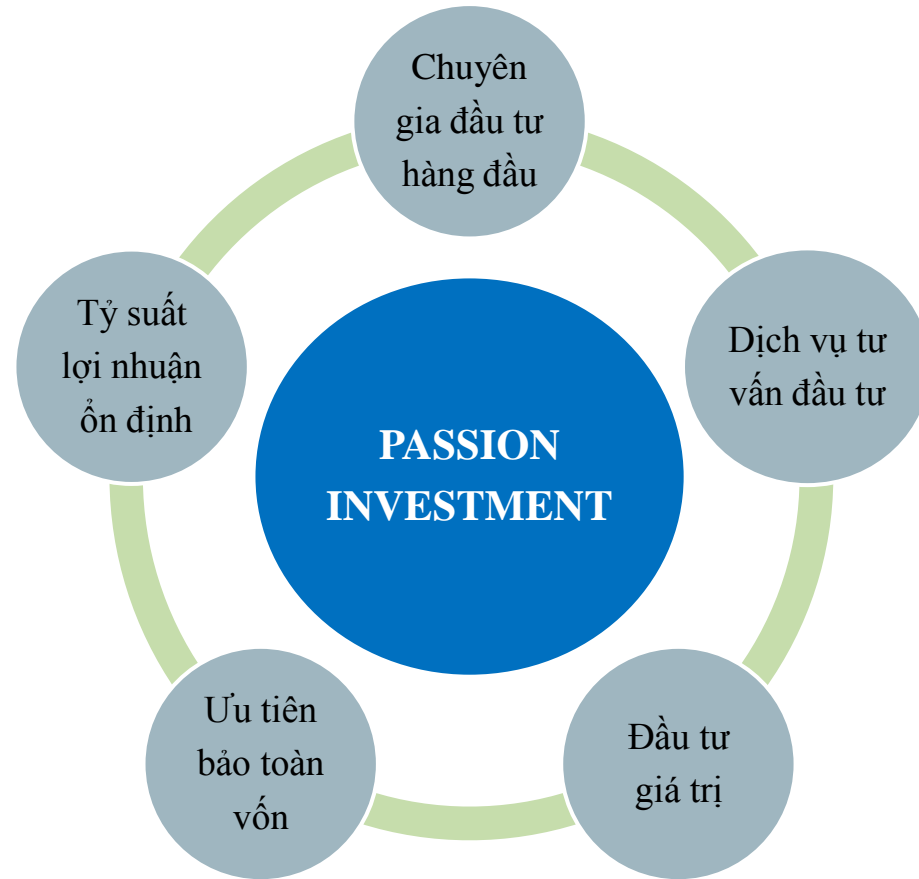 Chuyên
gia đầu tư
hàng đầu
Dịch vụ tư
vấn đầu tư
Đầu tư
giá trị
Ưu tiên
bảo toàn
vốn
Tỷ suất
lợi nhuận
ổn định
PASSION
INVESTMENT